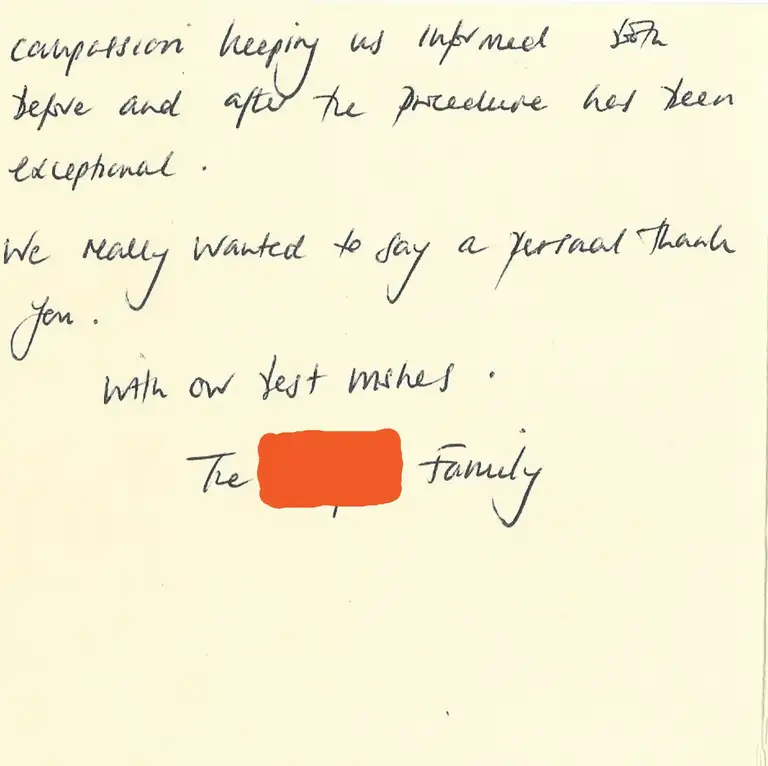 compassion keeping us informed both
before and after the procedure has been
exceptional.
We really wanted to say a personal thank
you.
With our best wishes.
The Family